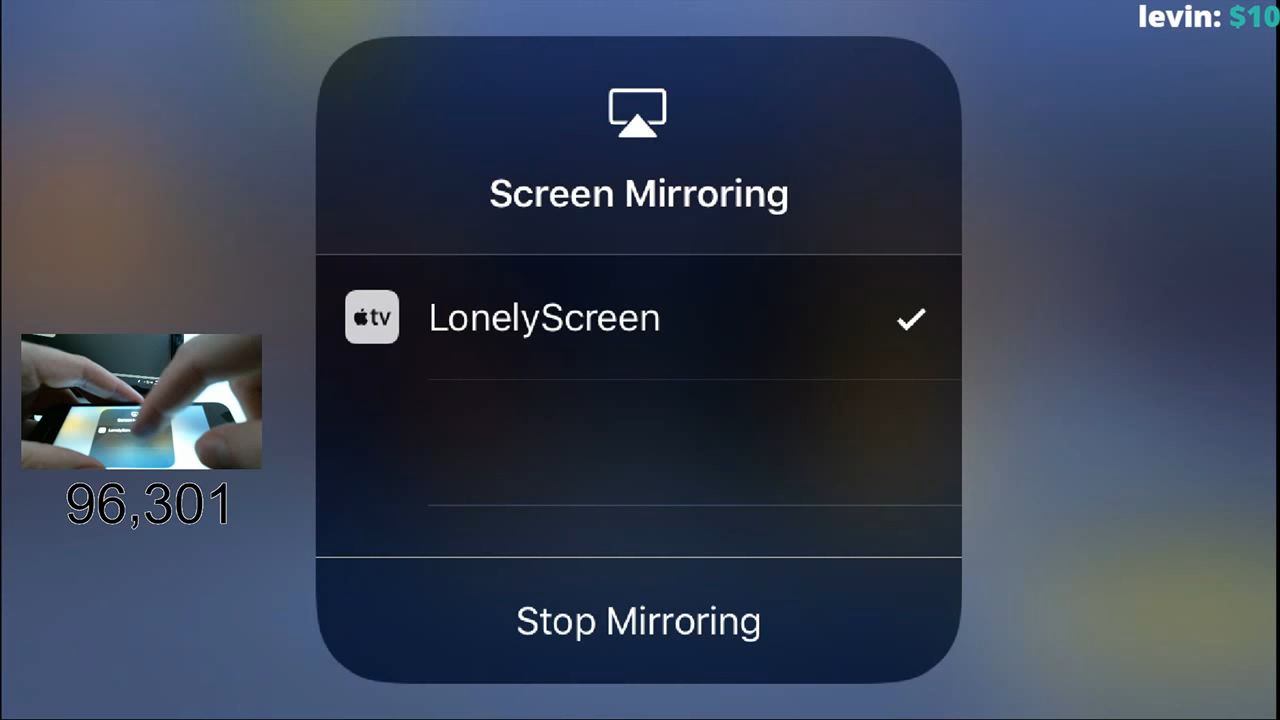 levin: $10
Screen Mirroring
tv LonelyScreen
96,301
Stop Mirroring